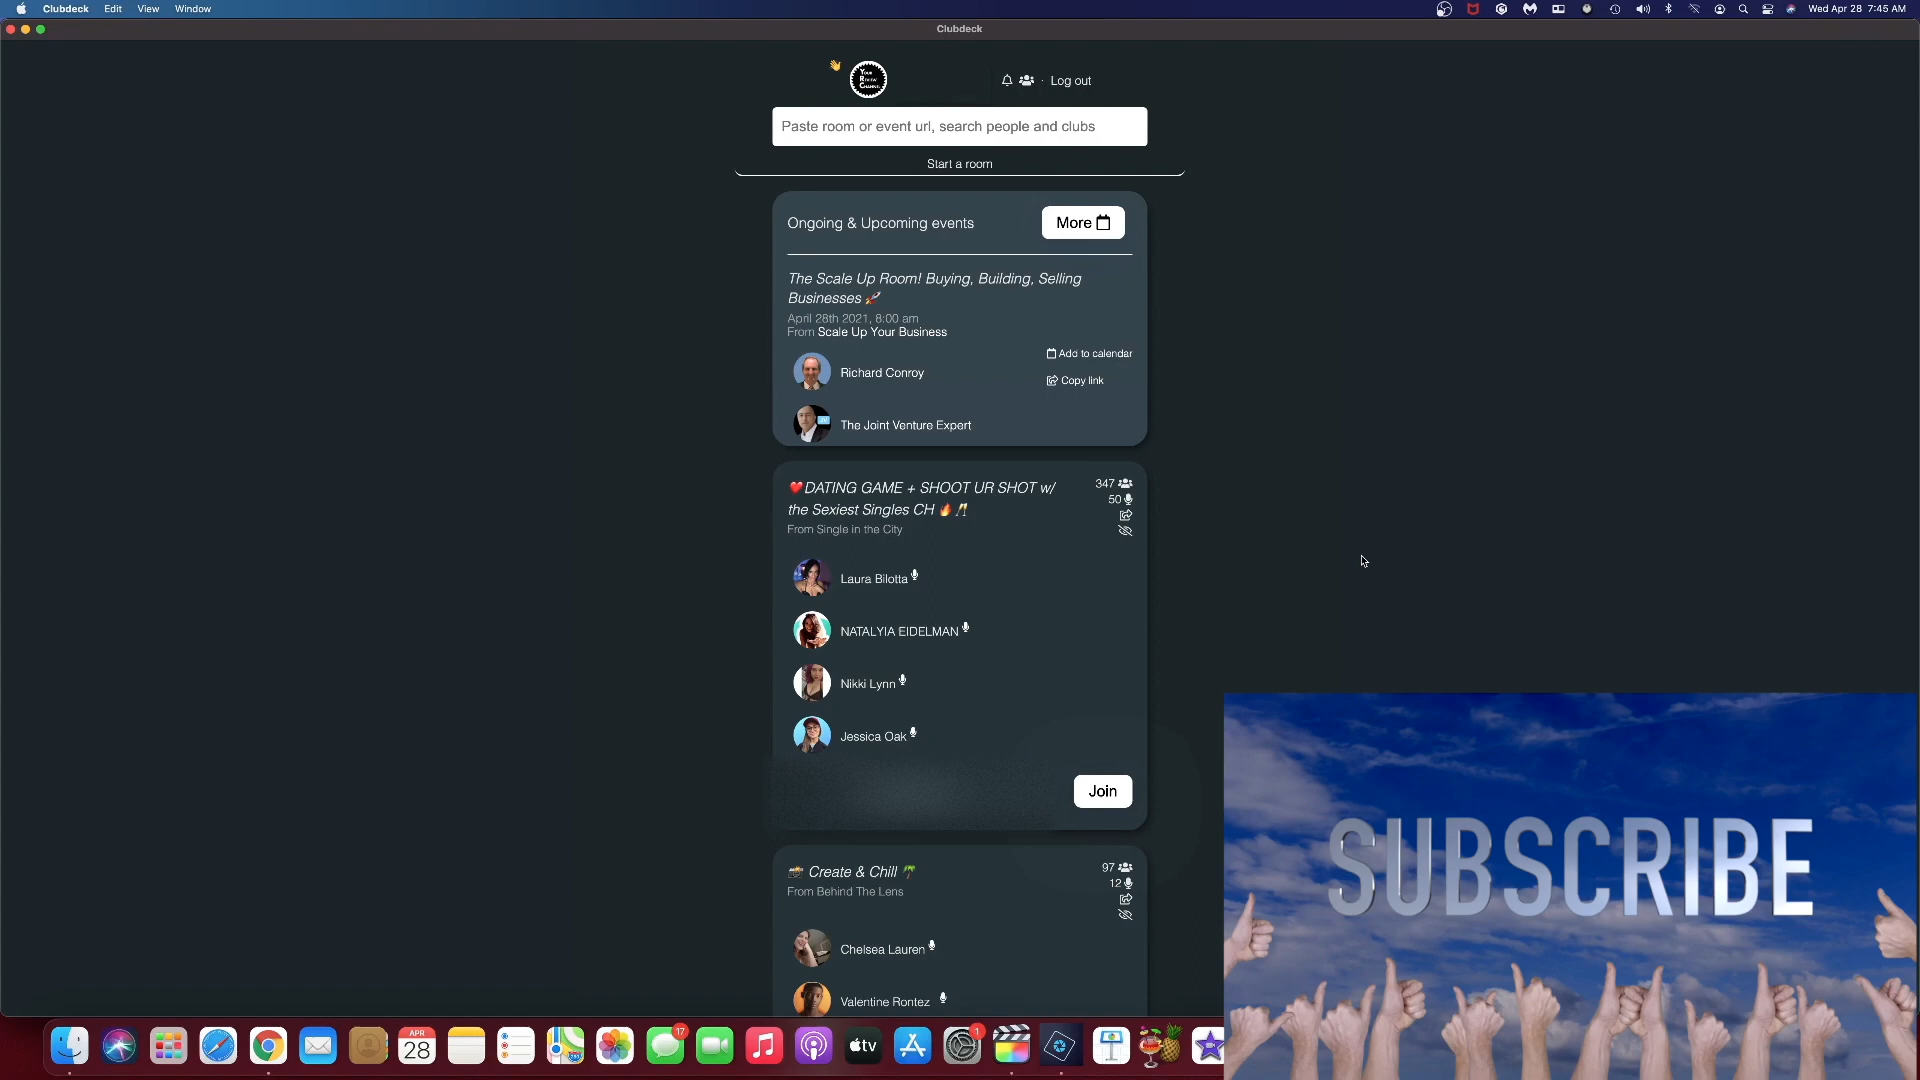 Clubdeck Edit View Window
Wed Apr 28 7:45 AM
Clubdeck
YOUR
REVIEW
CHANNEL
· Log out
Paste room or event url, search people and clubs
Start a room
Ongoing & Upcoming events
More
The Scale Up Room! Buying, Building, Selling
Businesses 🚀
April 28th 2021, 8:00 am
From Scale Up Your Business
Add to calendar
Richard Conroy
Copy link
The Joint Venture Expert
❤️DATING GAME + SHOOT UR SHOT w/
the Sexiest Singles CH 🔥🥂
From Single in the City
347
50
Laura Bilotta
NATALYIA EIDELMAN
Nikki Lynn
Jessica Oak
Join
📸 Create & Chill 🌴
From Behind The Lens
97
12
Chelsea Lauren
Valentine Rontez
SUBSCRIBE
APR
28
17
tv
1